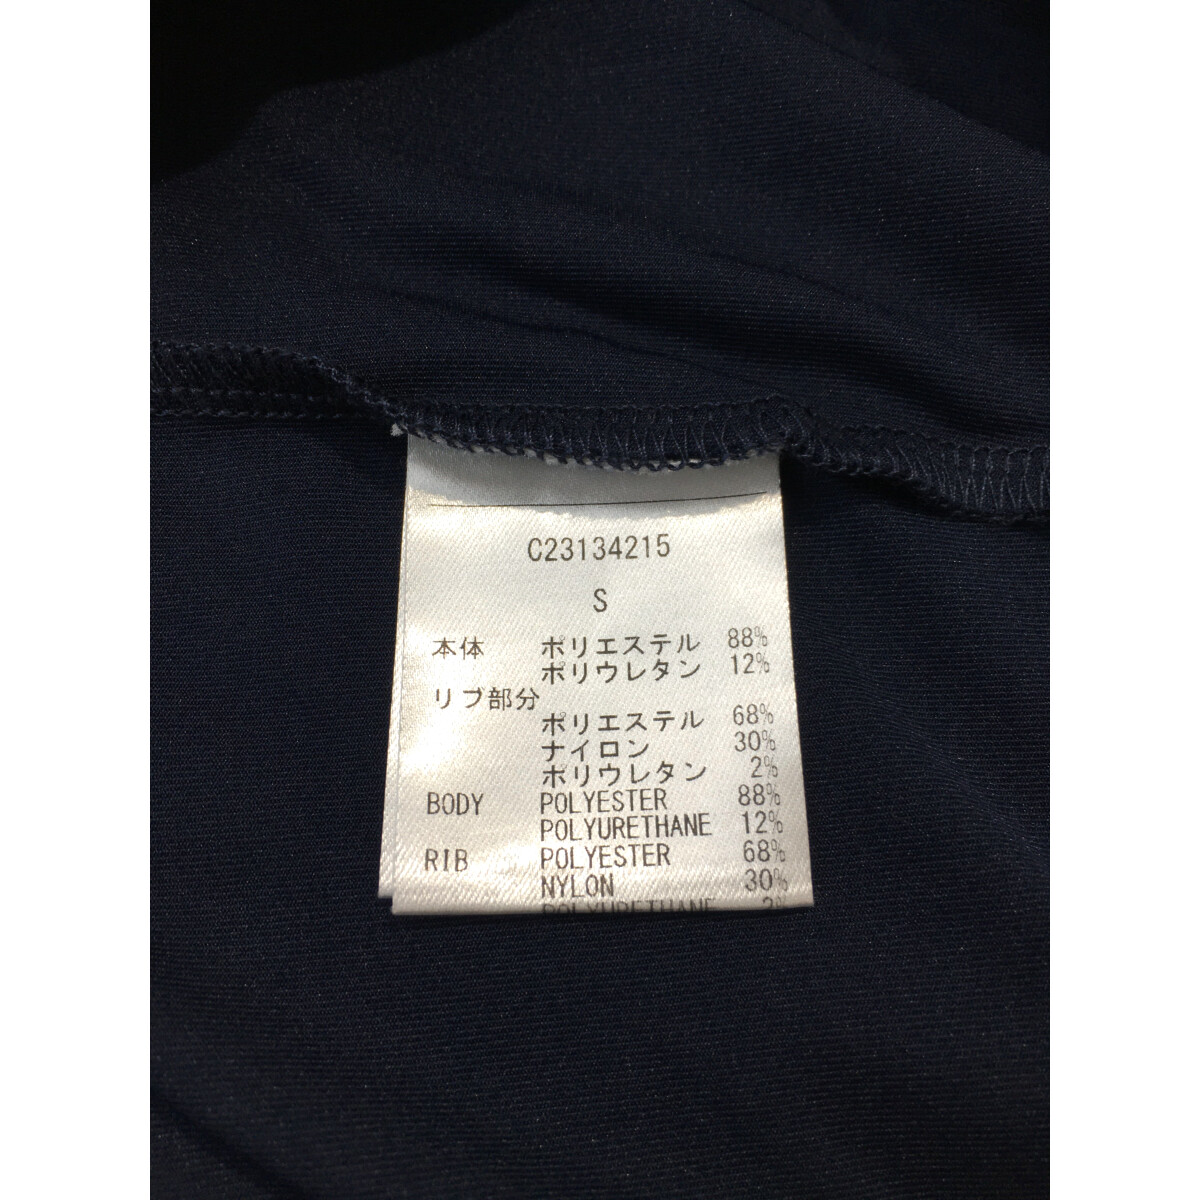 C23134215
S
本体 ポリエステル 88%
ポリウレタン 12%
リブ部分
ポリエステル 68%
ナイロン 30%
ポリウレタン 2%
BODY POLYESTER 88%
POLYURETHANE 12%
RIB POLYESTER 68%
NYLON 30%
POLYURETHANE 2%